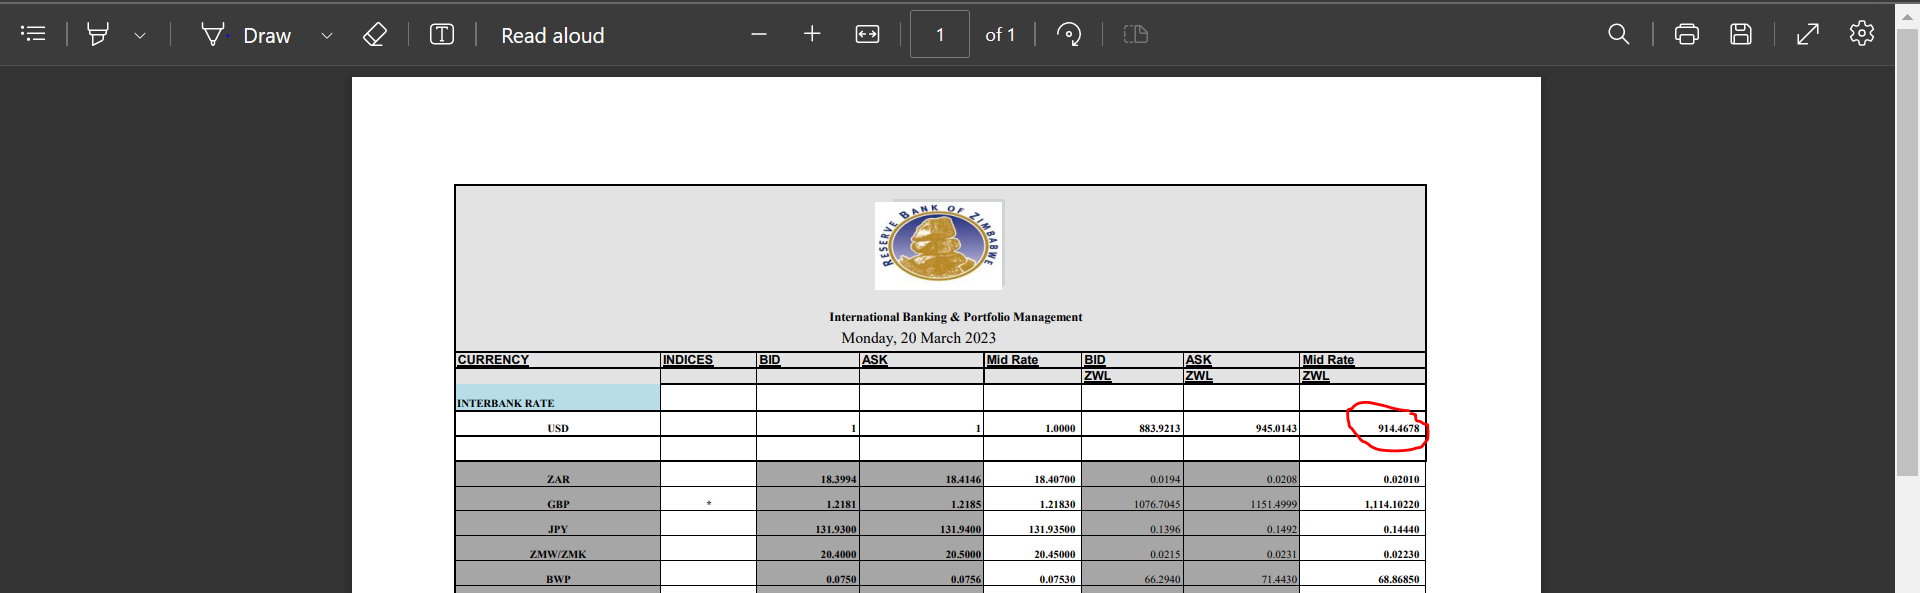 Draw Read aloud 1 of 1
RESERVE BANK OF ZIMBABWE
International Banking & Portfolio Management
Monday, 20 March 2023
CURRENCY INDICES BID ASK Mid Rate BID ASK Mid Rate
ZWL ZWL ZWL
INTERBANK RATE
USD 1 1 1.0000 883.9213 945.0143 914.4678
ZAR 18.3994 18.4146 18.40700 0.0194 0.0208 0.02010
GBP * 1.2181 1.2185 1.21830 1076.7045 1151.4999 1,114.10220
JPY 131.9300 131.9400 131.93500 0.1396 0.1492 0.14440
ZMW/ZMK 20.4000 20.5000 20.45000 0.0215 0.0231 0.02230
BWP 0.0750 0.0756 0.07530 66.2940 71.4430 68.86850